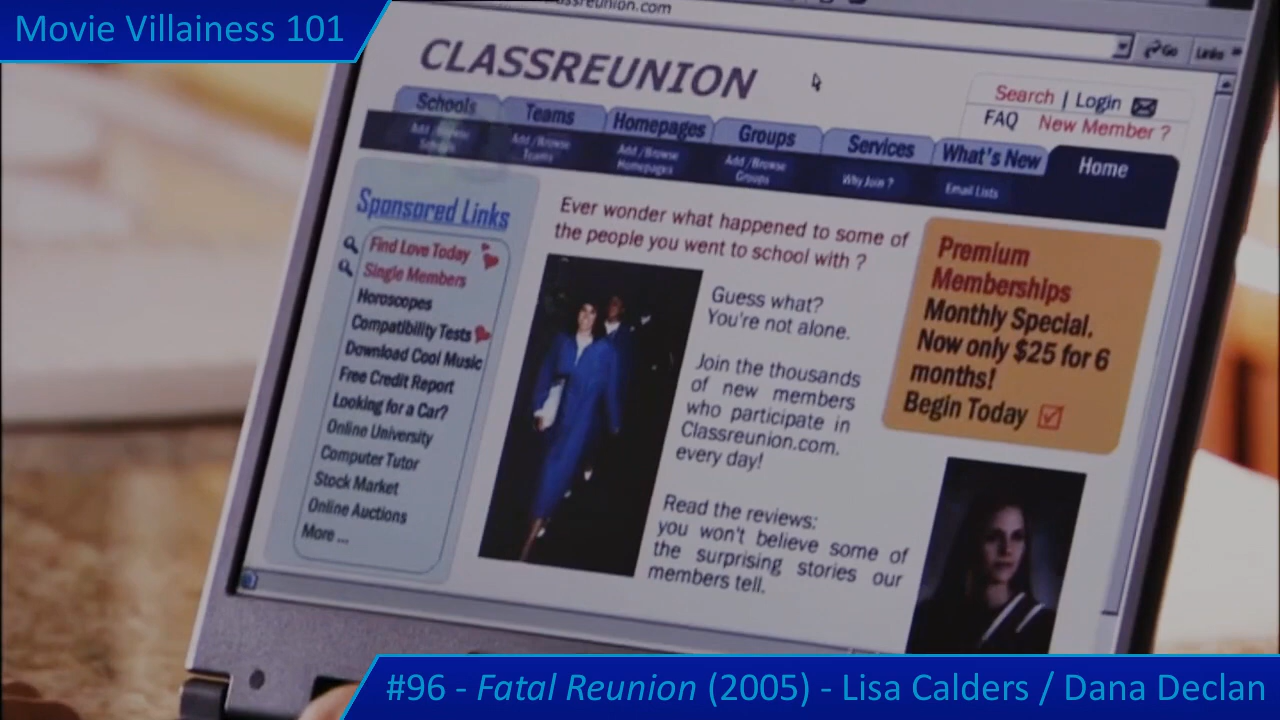 Movie Villainess 101
ssreunion.com
Go
Links
CLASSREUNION
Search | Login
FAQ New Member ?
Schools
Teams
Homepages
Groups
Services
What's New
Home
Add / Browse
Schools
Add / Browse
Teams
Add / Browse
Homepages
Add / Browse
Groups
Why Join ?
Email Lists
Sponsored Links
Find Love Today
Single Members
Horoscopes
Compatibility Tests
Download Cool Music
Free Credit Report
Looking for a Car?
Online University
Computer Tutor
Stock Market
Online Auctions
More ...
Ever wonder what happened to some of
the people you went to school with ?
Guess what?
You're not alone.
Join the thousands
of new members
who participate in
Classreunion.com.
every day!
Read the reviews:
you won't believe some of
the surprising stories our
members tell.
Premium
Memberships
Monthly Special.
Now only $25 for 6
months!
Begin Today
#96 - Fatal Reunion (2005) - Lisa Calders / Dana Declan